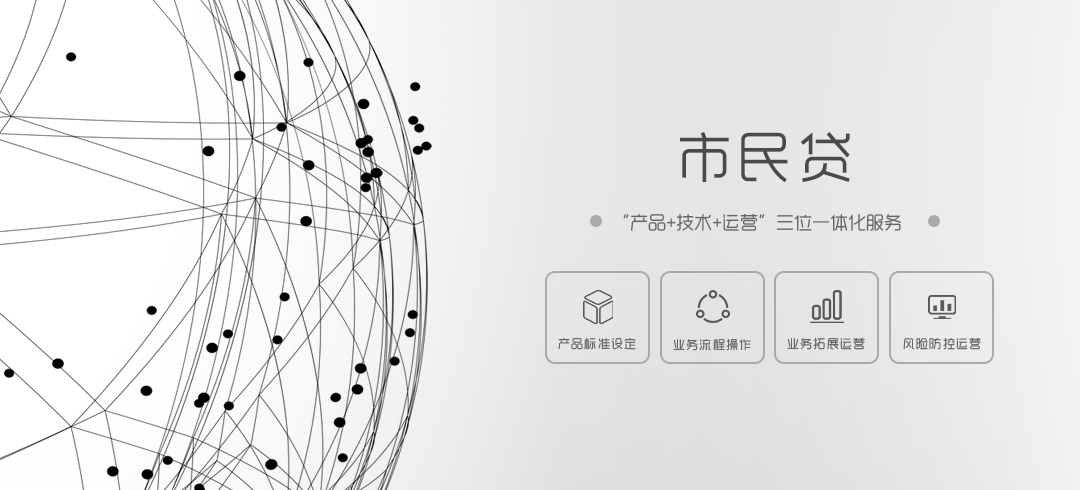 市民贷
“产品+技术+运营”三位一体化服务
产品标准设定
业务流程操作
业务拓展运营
风险防控运营